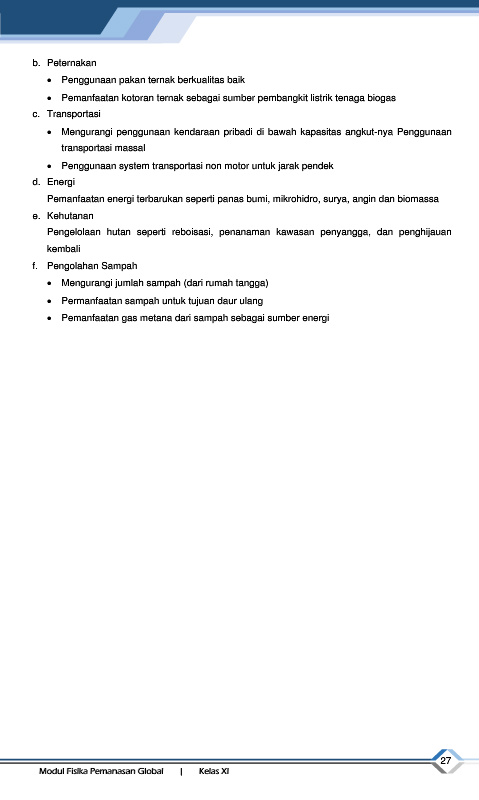 b. Peternakan
• Penggunaan pakan ternak berkualitas baik
• Pemanfaatan kotoran ternak sebagai sumber pembangkit listrik tenaga biogas
c. Transportasi
• Mengurangi penggunaan kendaraan pribadi di bawah kapasitas angkut-nya Penggunaan
transportasi massal
• Penggunaan system transportasi non motor untuk jarak pendek
d. Energi
Pemanfaatan energi terbarukan seperti panas bumi, mikrohidro, surya, angin dan biomassa
e. Kehutanan
Pengelolaan hutan seperti reboisasi, penanaman kawasan penyangga, dan penghijauan
kembali
f. Pengolahan Sampah
• Mengurangi jumlah sampah (dari rumah tangga)
• Permanfaatan sampah untuk tujuan daur ulang
• Pemanfaatan gas metana dari sampah sebagai sumber energi
27
Modul Fisika Pemanasan Global | Kelas XI